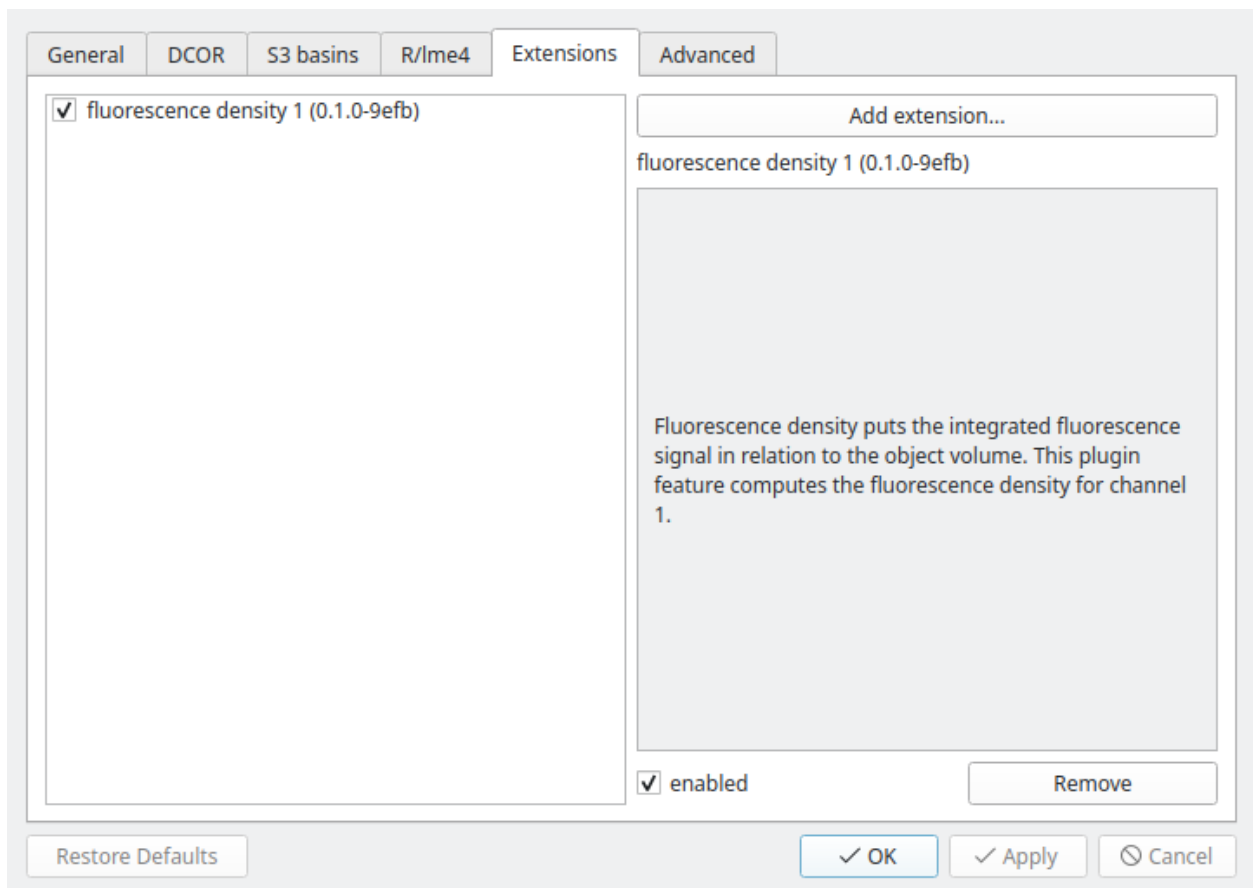 General DCOR S3 basins R/lme4 Extensions Advanced
fluorescence density 1 (0.1.0-9efb)
Add extension...
fluorescence density 1 (0.1.0-9efb)
Fluorescence density puts the integrated fluorescence
signal in relation to the object volume. This plugin
feature computes the fluorescence density for channel
1.
enabled Remove
Restore Defaults OK Apply Cancel